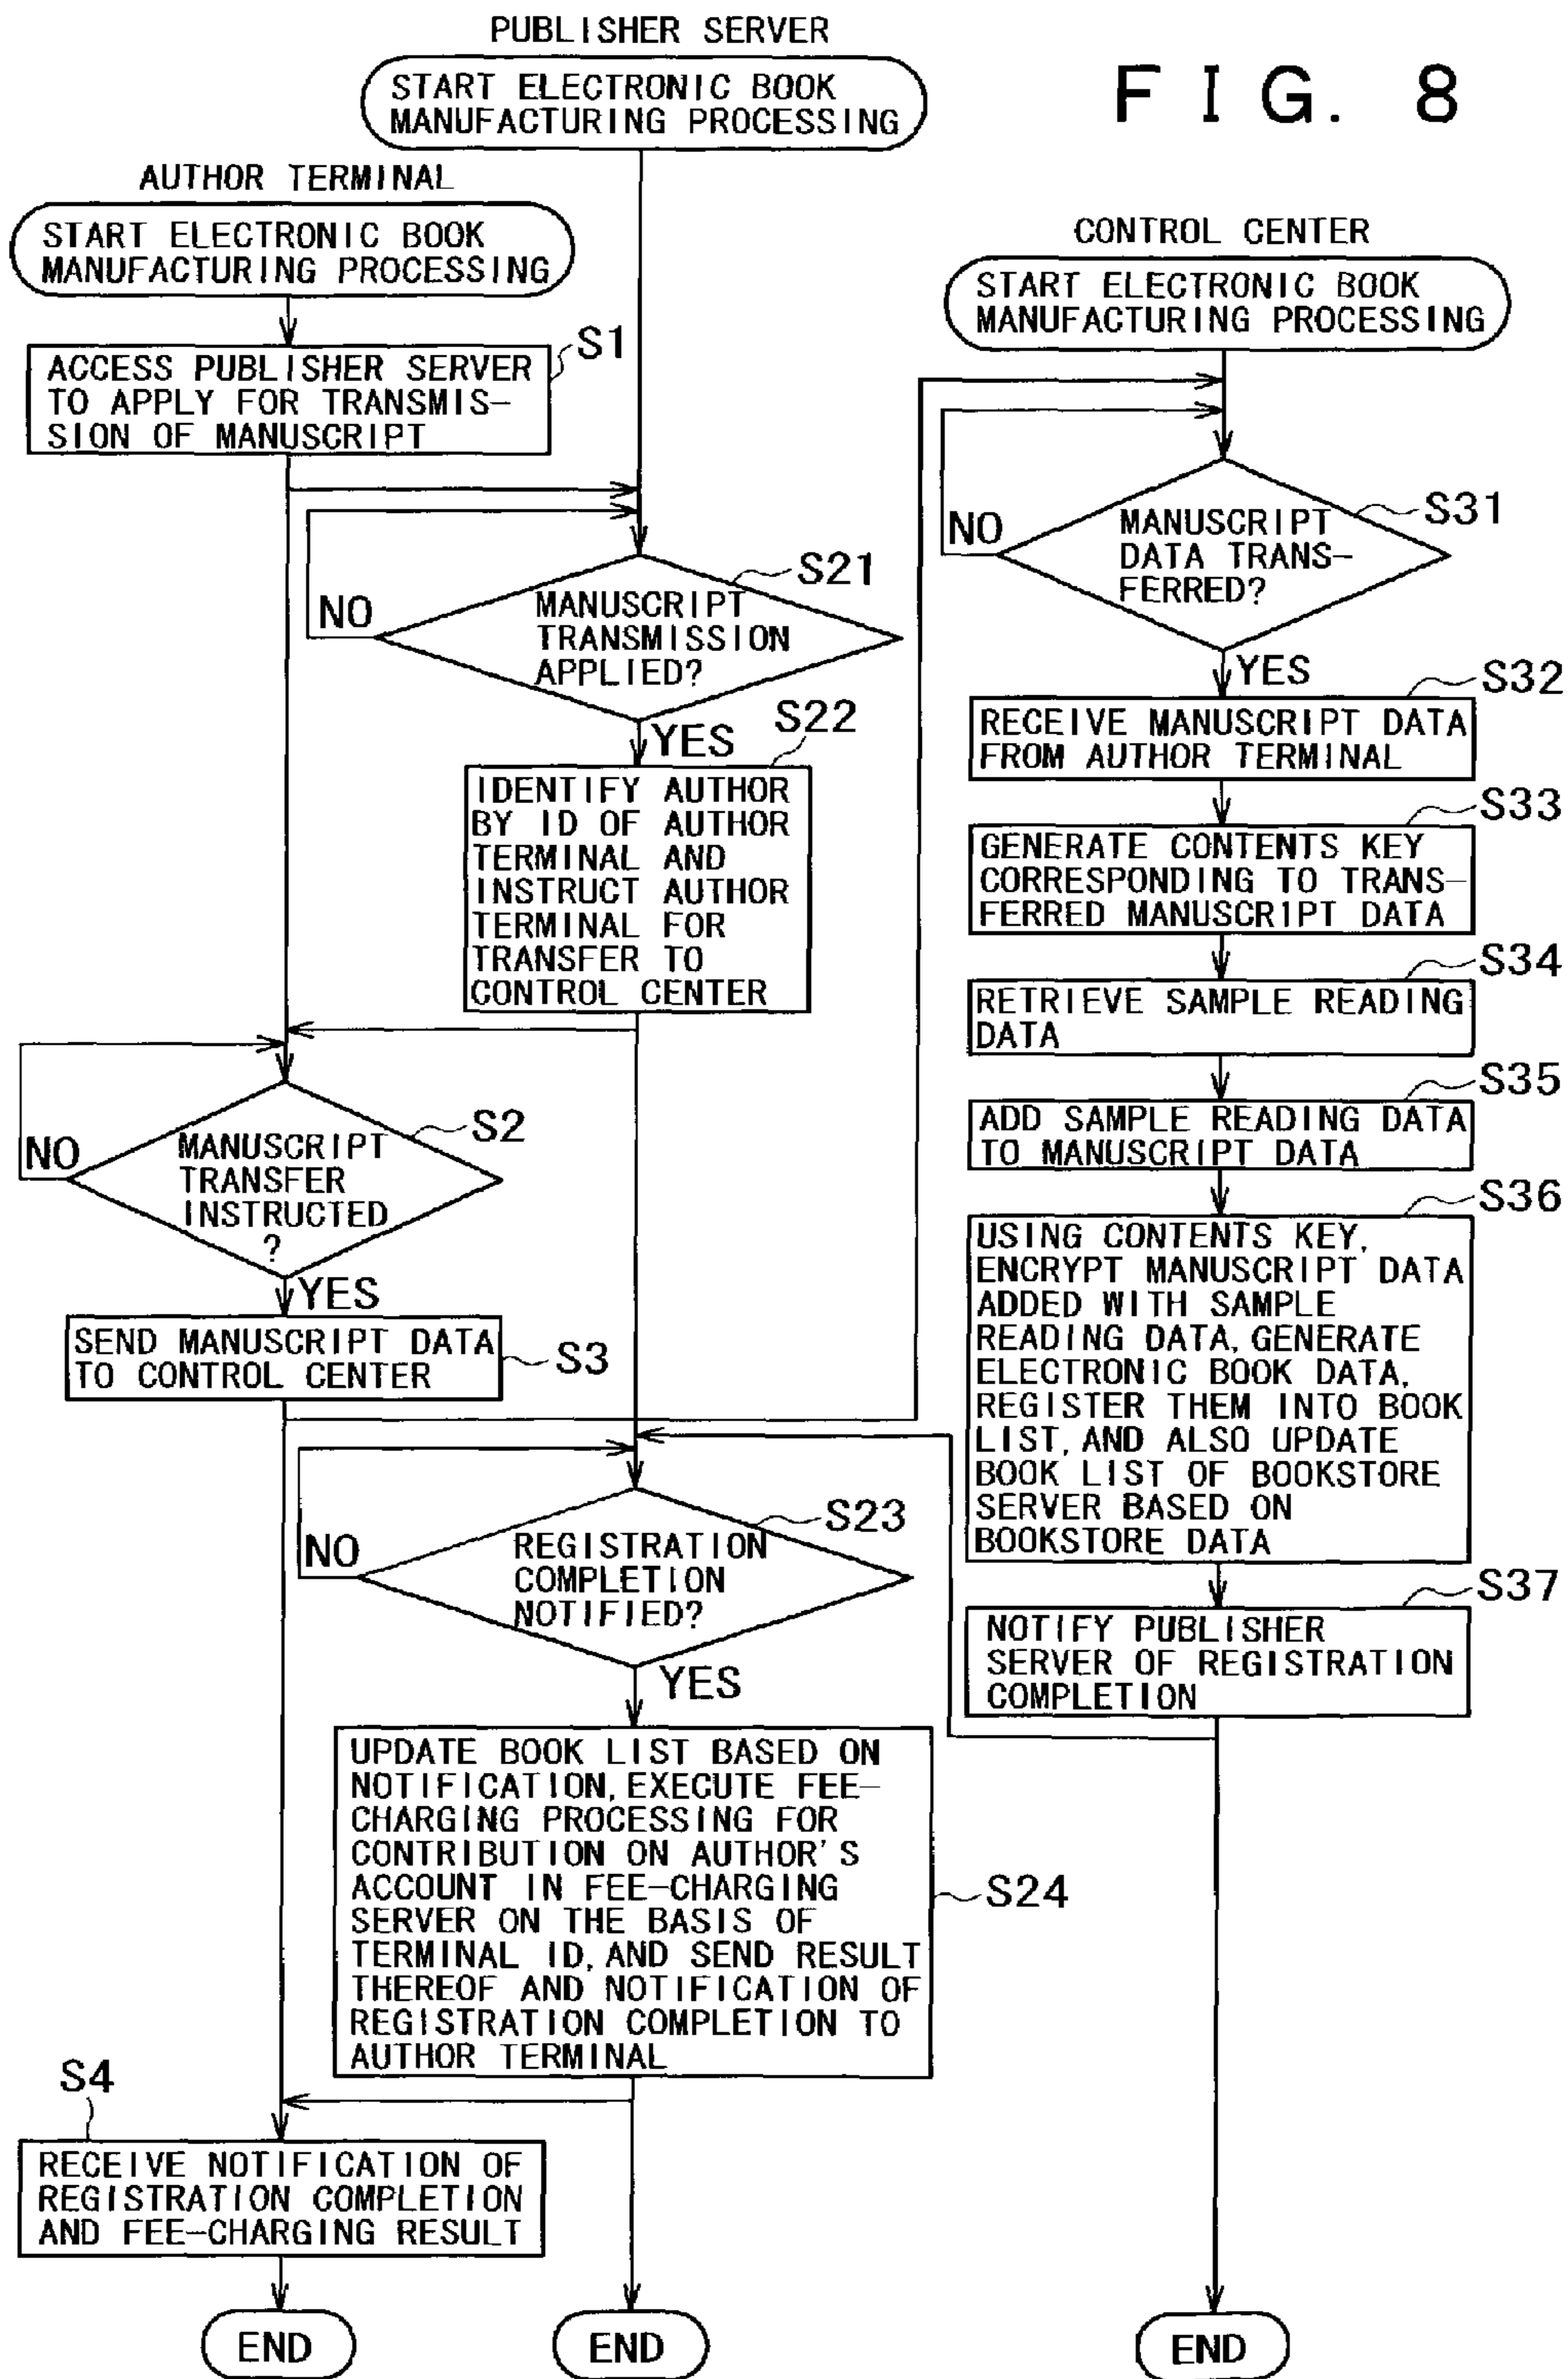 FIG. 8
PUBLISHER SERVER
START ELECTRONIC BOOK
MANUFACTURING PROCESSING
AUTHOR TERMINAL
START ELECTRONIC BOOK
MANUFACTURING PROCESSING
S1
ACCESS PUBLISHER SERVER
TO APPLY FOR TRANSMIS-
SION OF MANUSCRIPT
S21
NO
MANUSCRIPT
TRANSMISSION
APPLIED?
YES
S22
IDENTIFY AUTHOR
BY ID OF AUTHOR
TERMINAL AND
INSTRUCT AUTHOR
TERMINAL FOR
TRANSFER TO
CONTROL CENTER
S2
NO
MANUSCRIPT
TRANSFER
INSTRUCTED
?
YES
SEND MANUSCRIPT DATA
TO CONTROL CENTER
S3
S23
NO
REGISTRATION
COMPLETION
NOTIFIED?
YES
UPDATE BOOK LIST BASED ON
NOTIFICATION, EXECUTE FEE-
CHARGING PROCESSING FOR
CONTRIBUTION ON AUTHOR'S
ACCOUNT IN FEE-CHARGING
SERVER ON THE BASIS OF
TERMINAL ID, AND SEND RESULT
THEREOF AND NOTIFICATION OF
REGISTRATION COMPLETION TO
AUTHOR TERMINAL
S24
S4
RECEIVE NOTIFICATION OF
REGISTRATION COMPLETION
AND FEE-CHARGING RESULT
END
END
CONTROL CENTER
START ELECTRONIC BOOK
MANUFACTURING PROCESSING
S31
NO
MANUSCRIPT
DATA TRANS-
FERRED?
YES
S32
RECEIVE MANUSCRIPT DATA
FROM AUTHOR TERMINAL
S33
GENERATE CONTENTS KEY
CORRESPONDING TO TRANS-
FERRED MANUSCRIPT DATA
S34
RETRIEVE SAMPLE READING
DATA
S35
ADD SAMPLE READING DATA
TO MANUSCRIPT DATA
S36
USING CONTENTS KEY,
ENCRYPT MANUSCRIPT DATA
ADDED WITH SAMPLE
READING DATA, GENERATE
ELECTRONIC BOOK DATA,
REGISTER THEM INTO BOOK
LIST, AND ALSO UPDATE
BOOK LIST OF BOOKSTORE
SERVER BASED ON
BOOKSTORE DATA
S37
NOTIFY PUBLISHER
SERVER OF REGISTRATION
COMPLETION
END